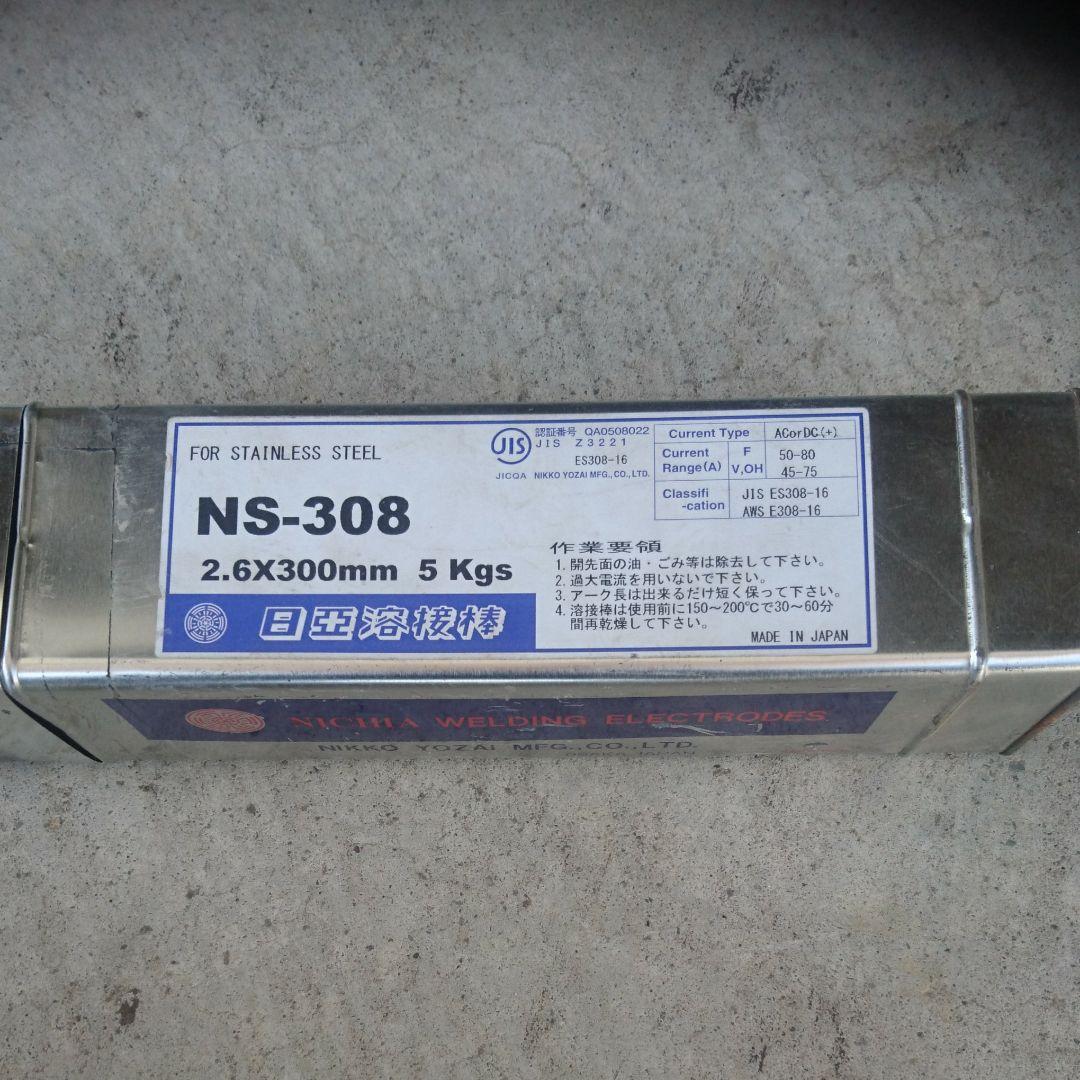 FOR STAINLESS STEEL
NS-308
2.6X300mm 5 Kgs
日亜溶接棒
JIS
JICQA
認証番号 QA0508022
JIS Z3221
ES308-16
NIKKO YOZAI MFG., CO., LTD.
Current Type ACorDC(+)
Current Range(A) F 50-80
V,OH 45-75
Classifi-cation JIS ES308-16
AWS E308-16
作業要領
1. 開先面の油・ごみ等は除去して下さい。
2. 過大電流を用いないで下さい。
3. アーク長は出来るだけ短く保って下さい。
4. 溶接棒は使用前に150～200℃で30～60分
間再乾燥して下さい。
MADE IN JAPAN
NICHIA WELDING ELECTRODES
NIKKO YOZAI MFG., CO., LTD.
JAPAN